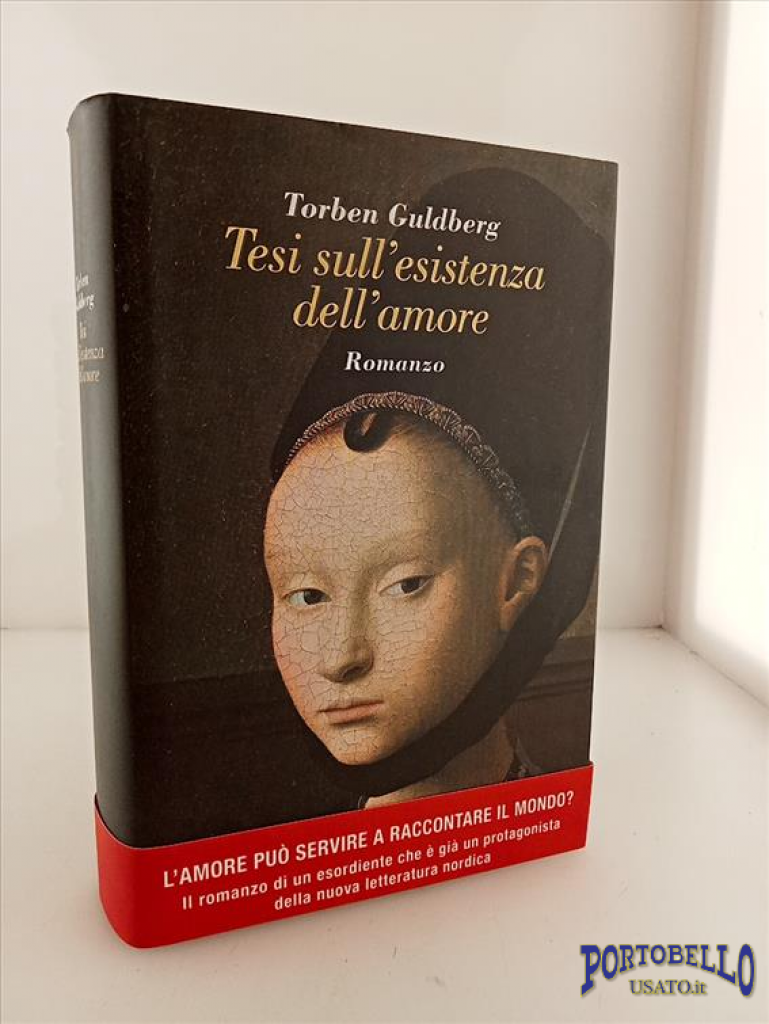 Torben Guldberg
Tesi sull'esistenza
dell'amore
Romanzo
L'AMORE PUÒ SERVIRE A RACCONTARE IL MONDO?
Il romanzo di un esordiente che è già un protagonista
della nuova letteratura nordica
PORTOBELLO
USATO.it